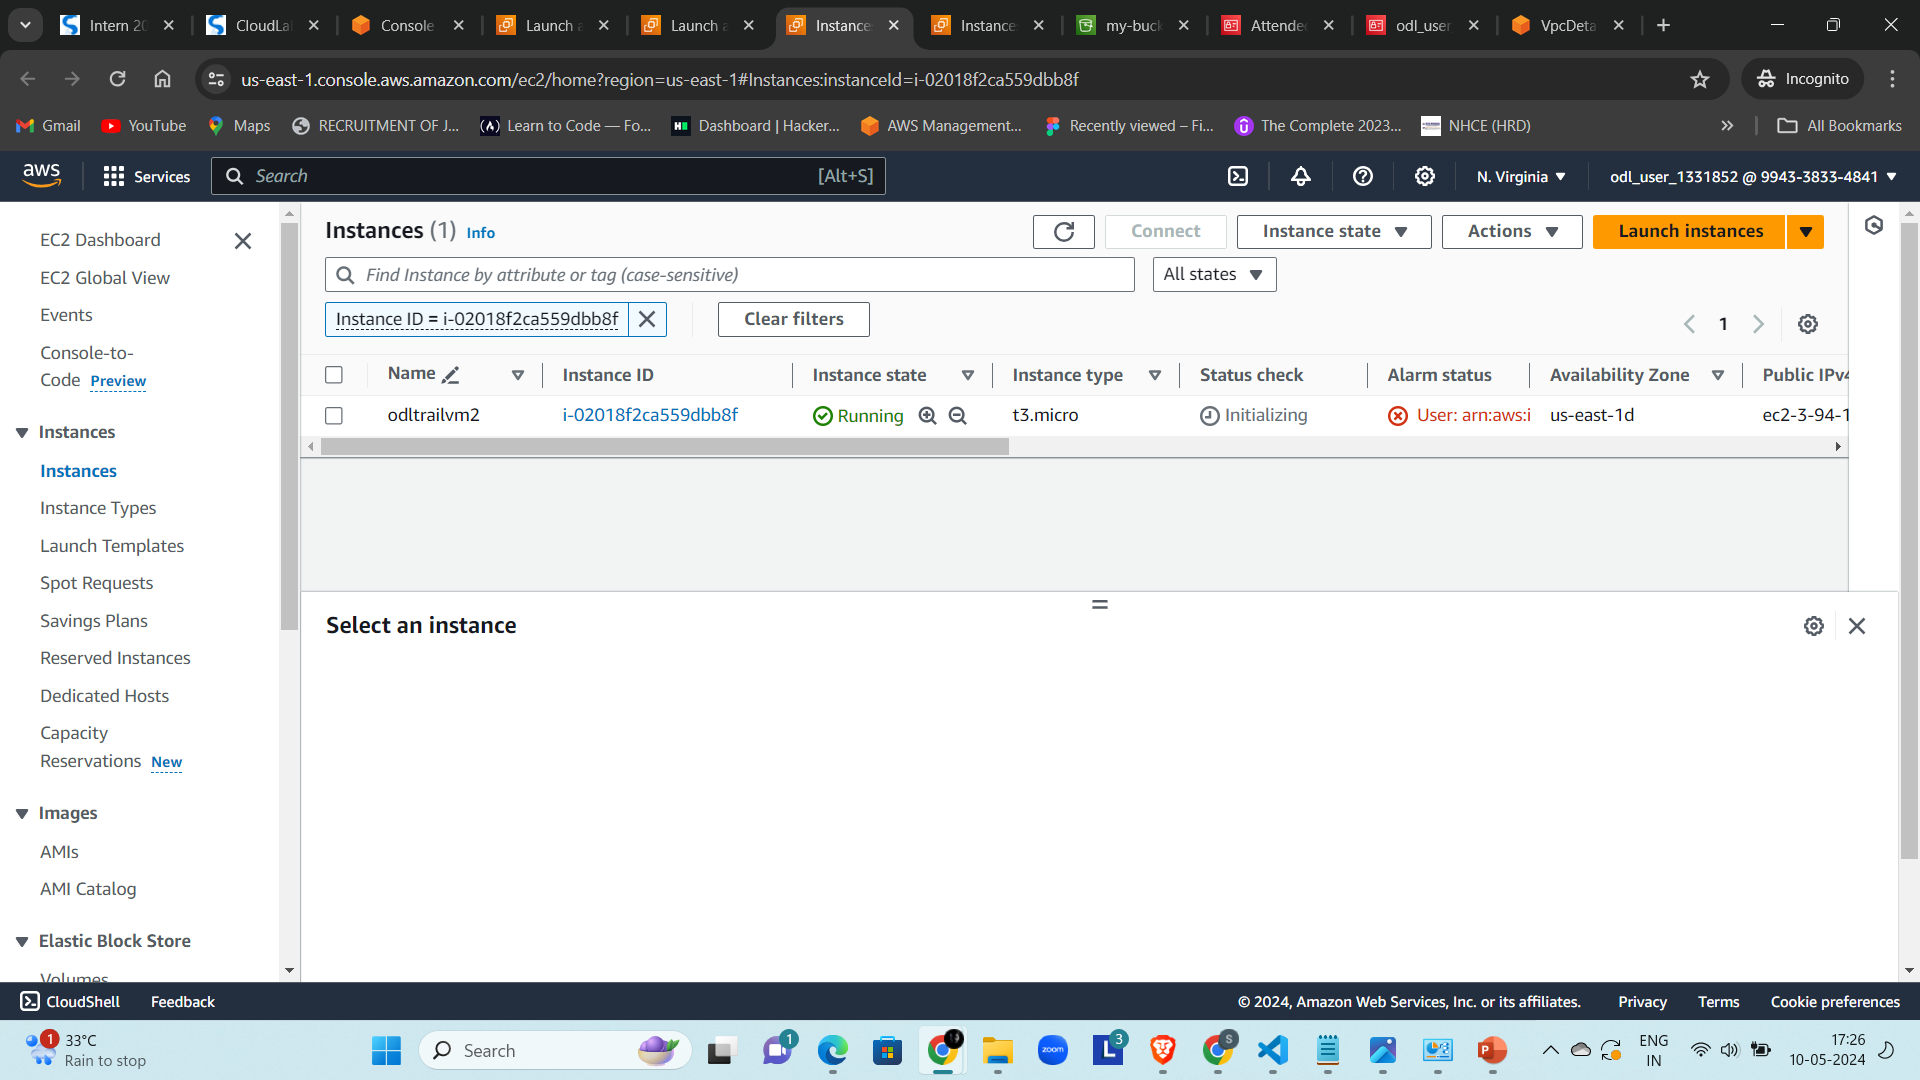 Intern 20
CloudLa
Console
Launch a
Launch a
Instance
Instance
my-buck
Attende
odl_user
VpcDeta
us-east-1.console.aws.amazon.com/ec2/home?region=us-east-1#Instances:instanceId=i-02018f2ca559dbb8f
Incognito
Gmail
YouTube
Maps
RECRUITMENT OF J...
Learn to Code — Fo...
Dashboard | Hacker...
AWS Management...
Recently viewed – Fi...
The Complete 2023...
NHCE (HRD)
All Bookmarks
aws
Services
Search
[Alt+S]
N. Virginia
odl_user_1331852 @ 9943-3833-4841
EC2 Dashboard
EC2 Global View
Events
Console-to-
Code Preview
Instances
Instances
Instance Types
Launch Templates
Spot Requests
Savings Plans
Reserved Instances
Dedicated Hosts
Capacity
Reservations New
Images
AMIs
AMI Catalog
Elastic Block Store
Volumes
Instances (1) Info
Connect
Instance state
Actions
Launch instances
Find Instance by attribute or tag (case-sensitive)
All states
Instance ID = i-02018f2ca559dbb8f
Clear filters
1
Name
Instance ID
Instance state
Instance type
Status check
Alarm status
Availability Zone
Public IPv4
odltrailvm2
i-02018f2ca559dbb8f
Running
t3.micro
Initializing
User: arn:aws:i
us-east-1d
ec2-3-94-1
Select an instance
CloudShell
Feedback
© 2024, Amazon Web Services, Inc. or its affiliates.
Privacy
Terms
Cookie preferences
1
33°C
Rain to stop
Search
1
zoom
L
3
S
P
ENG
IN
17:26
10-05-2024